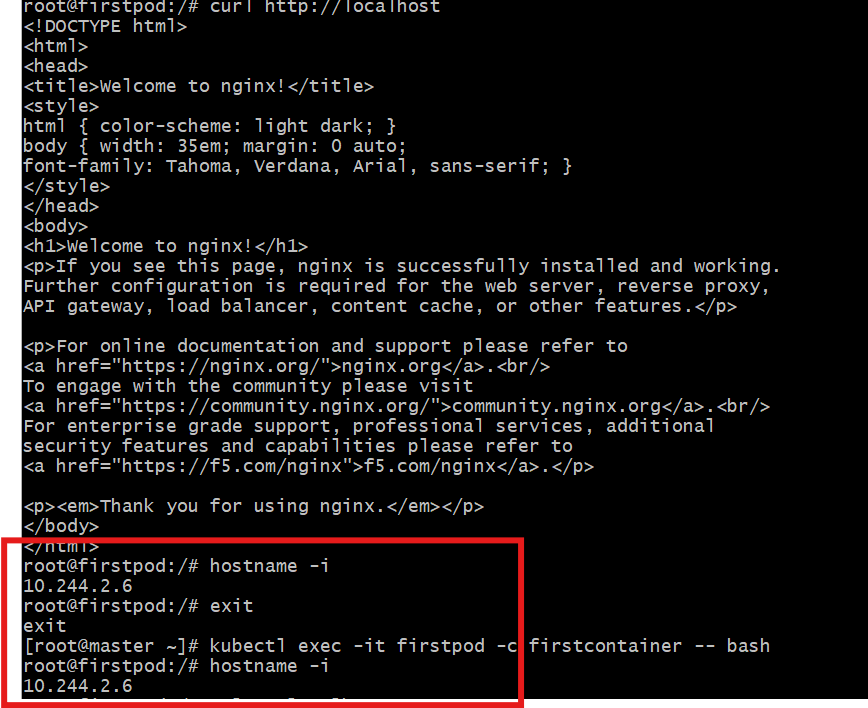 root@firstpod:/# curl http://localhost
<!DOCTYPE html>
<html>
<head>
<title>Welcome to nginx!</title>
<style>
html { color-scheme: light dark; }
body { width: 35em; margin: 0 auto;
font-family: Tahoma, Verdana, Arial, sans-serif; }
</style>
</head>
<body>
<h1>Welcome to nginx!</h1>
<p>If you see this page, nginx is successfully installed and working.
Further configuration is required for the web server, reverse proxy,
API gateway, load balancer, content cache, or other features.</p>

<p>For online documentation and support please refer to
<a href="https://nginx.org/">nginx.org</a>.<br/>
To engage with the community please visit
<a href="https://community.nginx.org/">community.nginx.org</a>.<br/>
For enterprise grade support, professional services, additional
security features and capabilities please refer to
<a href="https://f5.com/nginx">f5.com/nginx</a>.</p>

<p><em>Thank you for using nginx.</em></p>
</body>
</html>
root@firstpod:/# hostname -i
10.244.2.6
root@firstpod:/# exit
exit
[root@master ~]# kubectl exec -it firstpod -c firstcontainer -- bash
root@firstpod:/# hostname -i
10.244.2.6